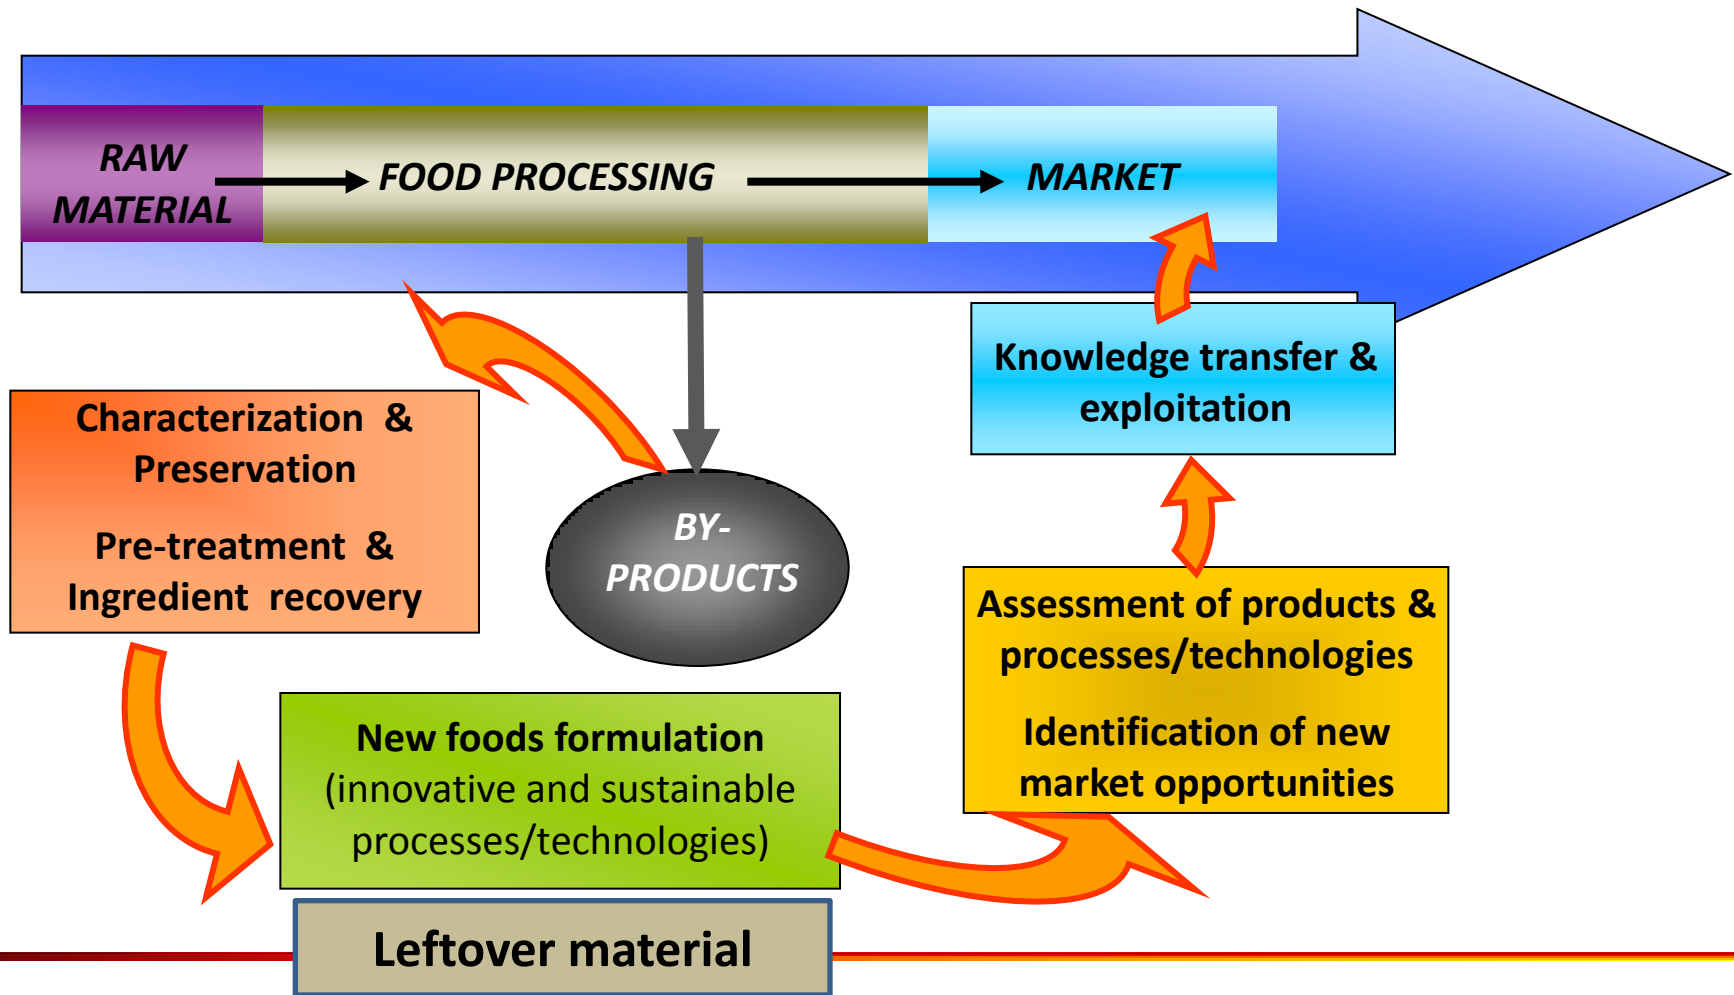 RAW
MATERIAL
FOOD PROCESSING
MARKET
Knowledge transfer &
exploitation
Characterization &
Preservation
Pre-treatment &
Ingredient recovery
BY-
PRODUCTS
Assessment of products &
processes/technologies
Identification of new
market opportunities
New foods formulation
(innovative and sustainable
processes/technologies)
Leftover material